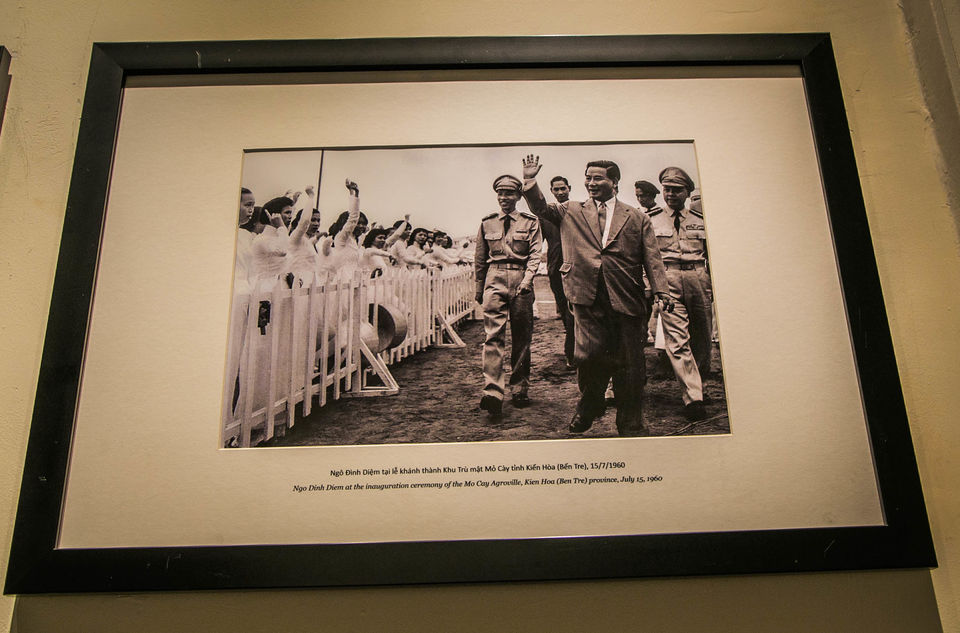 Ngô Đình Diệm tại lễ khánh thành Khu Trù mật Mỏ Cày tỉnh Kiến Hòa (Bến Tre), 15/7/1960
Ngo Dinh Diem at the inauguration ceremony of the Mo Cay Agroville, Kien Hoa (Ben Tre) province, July 15, 1960